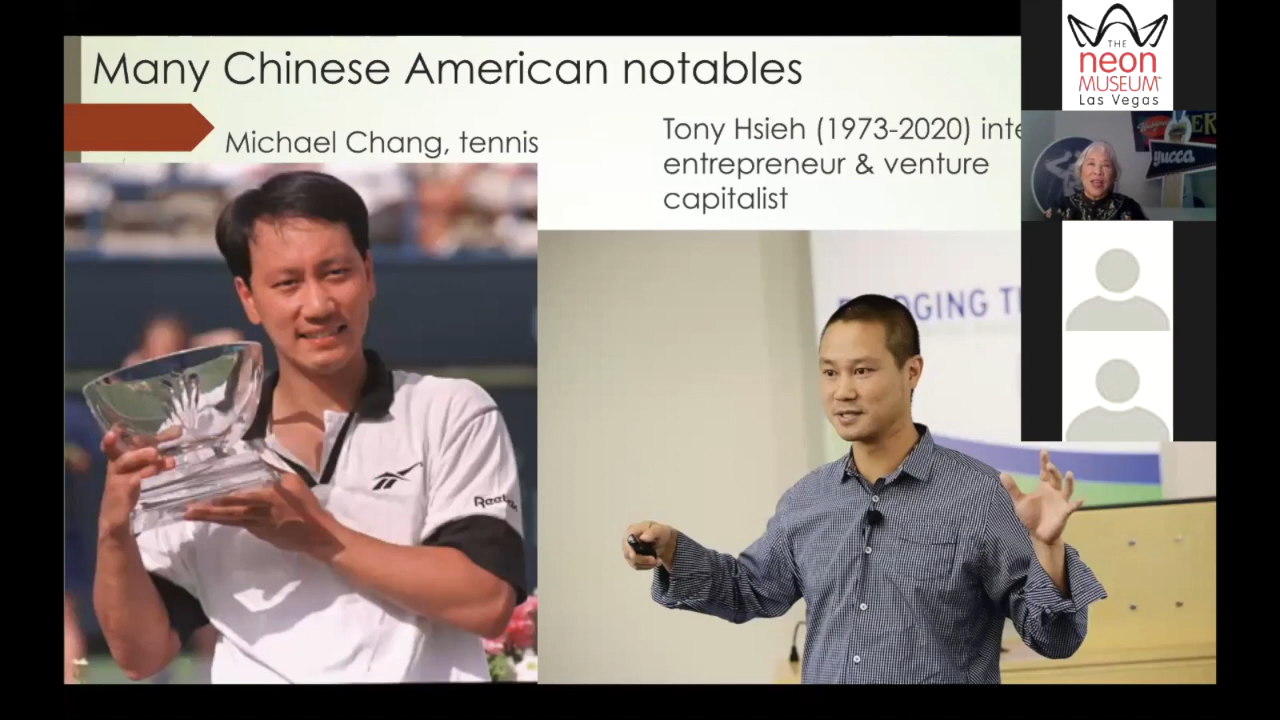 Many Chinese American notables
Michael Chang, tennis
Tony Hsieh (1973-2020)
entrepreneur & venture
capitalist
THE
neon
MUSEUM
Las Vegas
yucca
Reebok